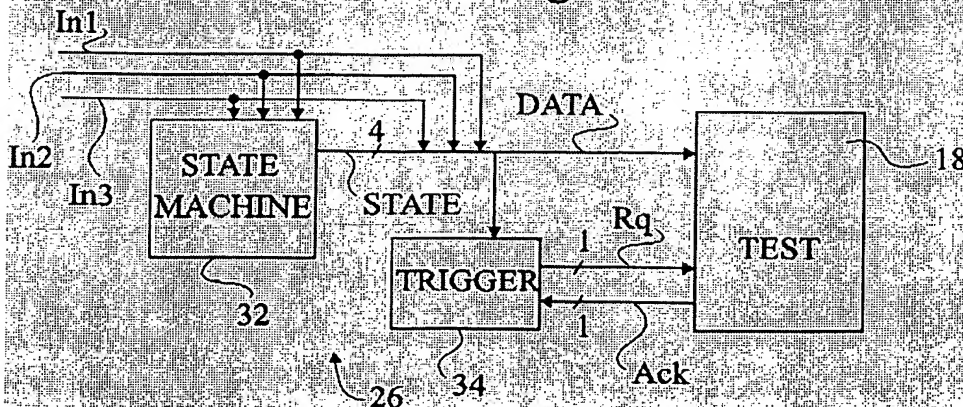 In1
In2
In3
STATE
MACHINE
32
4
STATE
DATA
TRIGGER
34
1
Rq
1
Ack
TEST
18
26